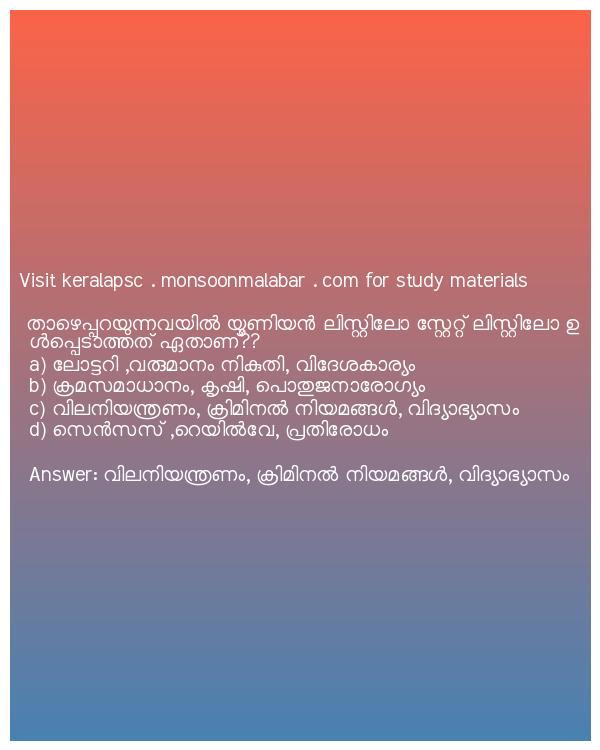 Visit keralapsc . monsoonmalabar . com for study materials
താഴെപ്പറയുന്നവയിൽ യൂണിയൻ ലിസ്റ്റിലോ സ്റ്റേറ്റ് ലിസ്റ്റിലോ ഉ
ൾപ്പെടാത്തത് ഏതാണ്??
a) ലോട്ടറി ,വരുമാനം നികുതി, വിദേശകാര്യം
b) ക്രമസമാധാനം, കൃഷി, പൊതുജനാരോഗ്യം
c) വിലനിയന്ത്രണം, ക്രിമിനൽ നിയമങ്ങൾ, വിദ്യാഭ്യാസം
d) സെൻസസ് ,റെയിൽവേ, പ്രതിരോധം
Answer: വിലനിയന്ത്രണം, ക്രിമിനൽ നിയമങ്ങൾ, വിദ്യാഭ്യാസം